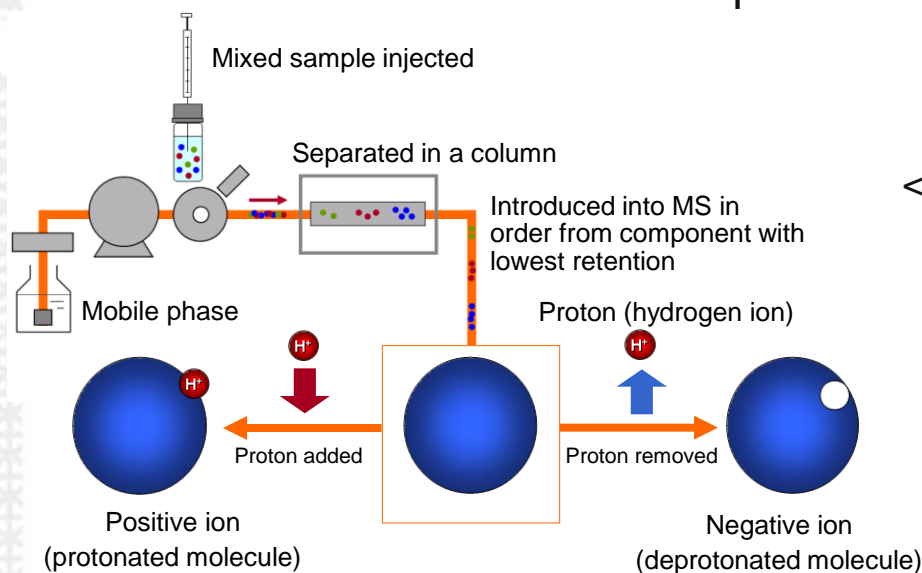 Mixed sample injected
Separated in a column
<
Introduced into MS in
order from component with
lowest retention
Mobile phase
Proton (hydrogen ion)
H+
H+
H+
Proton added
Proton removed
Positive ion
(protonated molecule)
Negative ion
(deprotonated molecule)